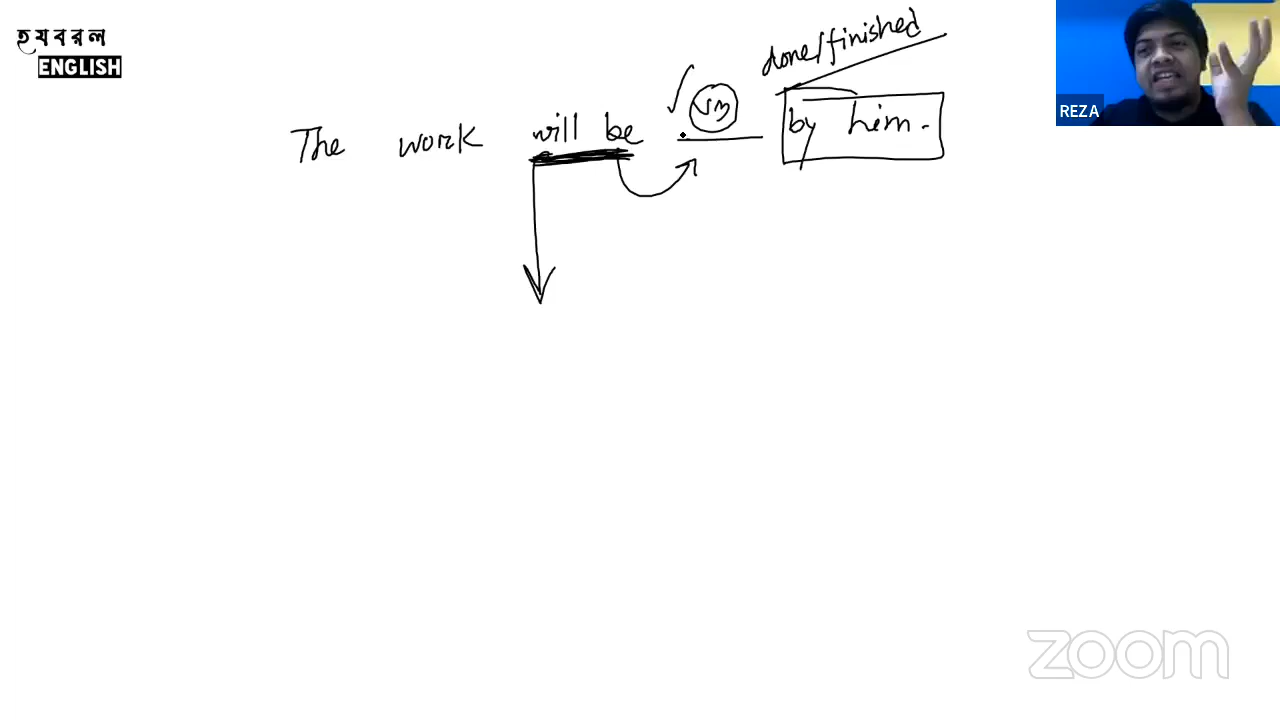 হযবরল
ENGLISH
done/finished
The work will be v3 by him.
REZA
zoom